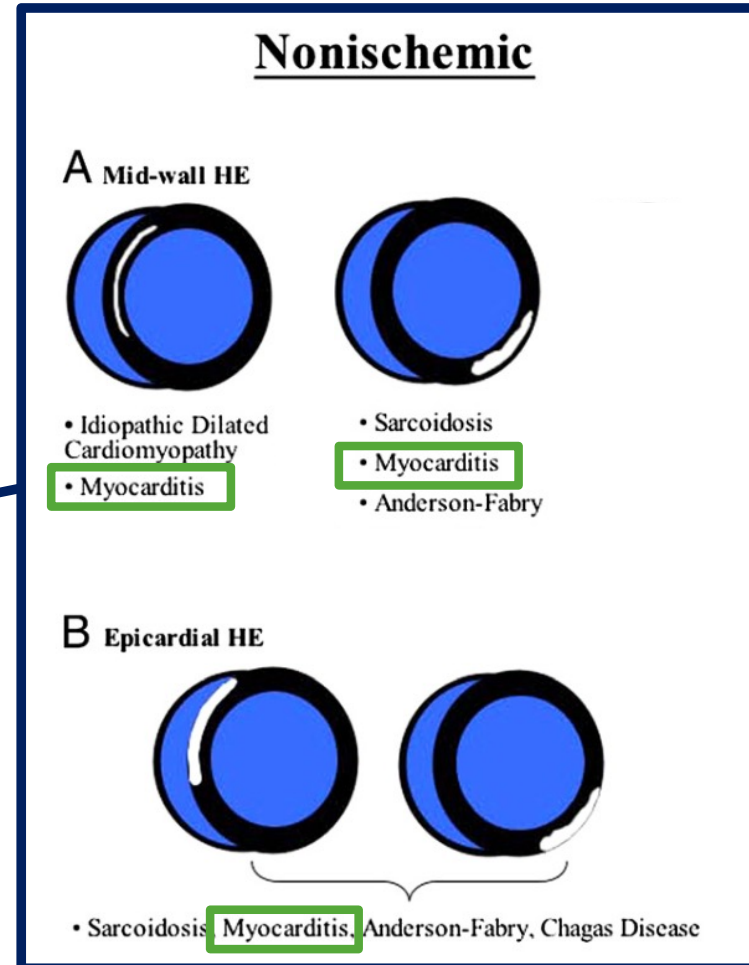 Nonischemic
A Mid-wall HE
• Idiopathic Dilated
Cardiomyopathy
• Myocarditis
• Sarcoidosis
• Myocarditis
• Anderson-Fabry
B Epicardial HE
• Sarcoidosis, Myocarditis, Anderson-Fabry, Chagas Disease